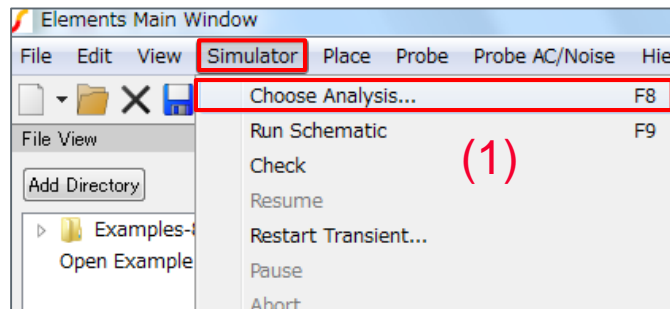 Elements Main Window
File Edit View Simulator Place Probe Probe AC/Noise Hie
Choose Analysis... F8
File View
Run Schematic F9
(1)
Check
Add Directory
Resume
Examples-
Restart Transient...
Open Example
Pause
Abort